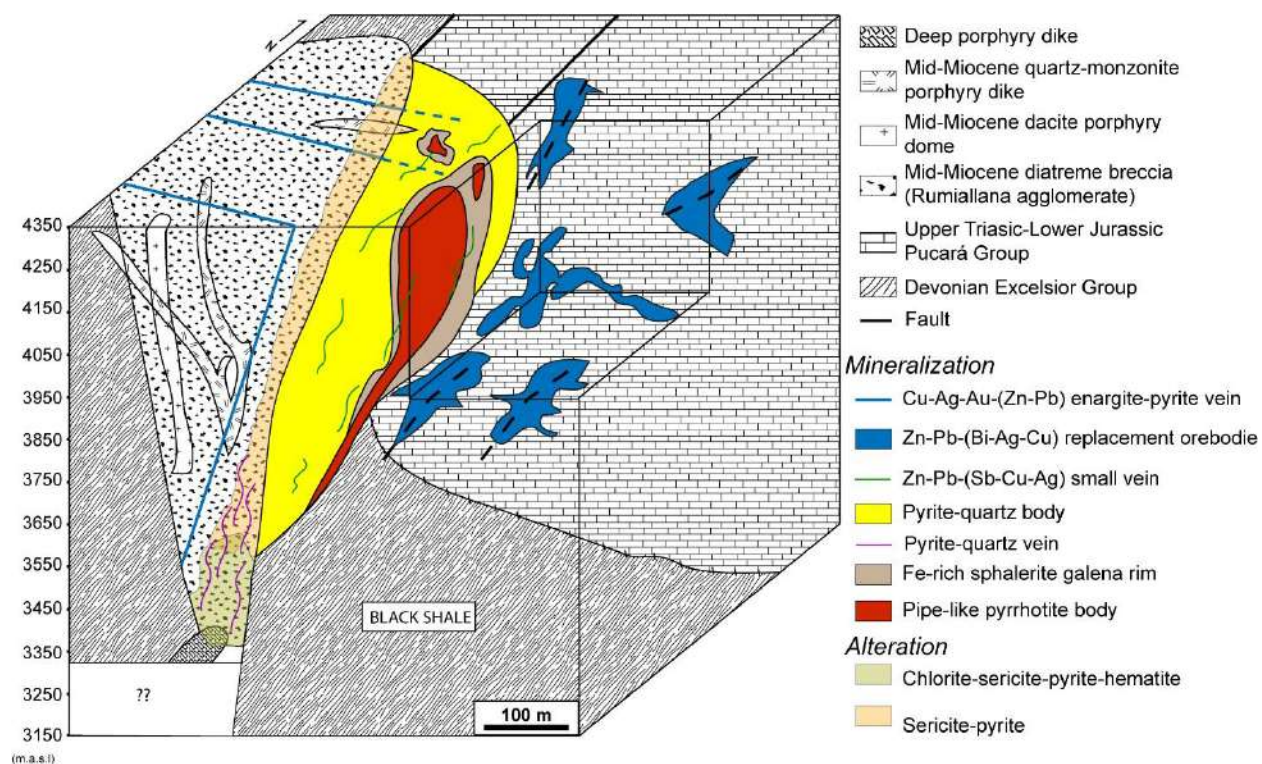 N
4350
4250
4150
4050
3950
3850
3750
3650
3550
3450
3350
3250
3150
(m.a.s.l)
??
BLACK SHALE
100 m
Deep porphyry dike
Mid-Miocene quartz-monzonite
porphyry dike
Mid-Miocene dacite porphyry
dome
Mid-Miocene diatreme breccia
(Rumiallana agglomerate)
Upper Triasic-Lower Jurassic
Pucará Group
Devonian Excelsior Group
Fault
Mineralization
Cu-Ag-Au-(Zn-Pb) enargite-pyrite vein
Zn-Pb-(Bi-Ag-Cu) replacement orebodie
Zn-Pb-(Sb-Cu-Ag) small vein
Pyrite-quartz body
Pyrite-quartz vein
Fe-rich sphalerite galena rim
Pipe-like pyrrhotite body
Alteration
Chlorite-sericite-pyrite-hematite
Sericite-pyrite